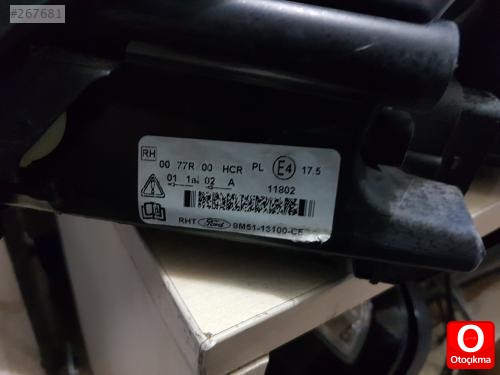 #267681
RH
00 77R 00 HCR PL E4 17.5
01 1a 02 A 11802
RHT Ford 8M51-13100-CE
O
Otoçıkma